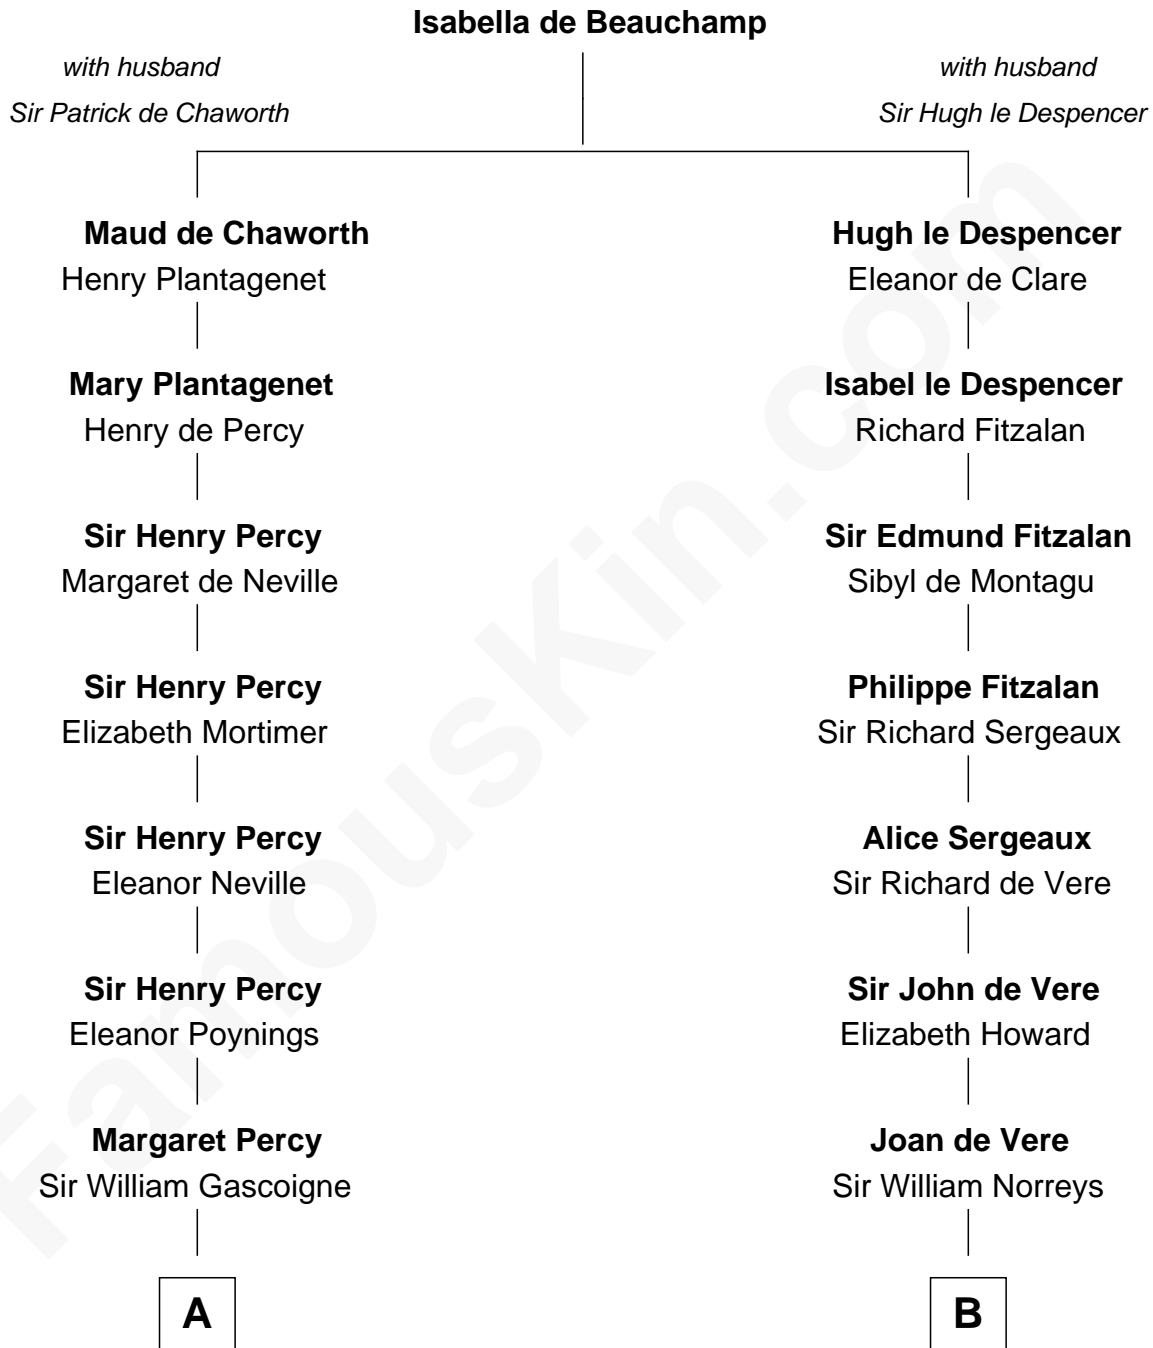 Isabella de Beauchamp
with husband
Sir Patrick de Chaworth
with husband
Sir Hugh le Despencer
Maud de Chaworth
Henry Plantagenet
Hugh le Despencer
Eleanor de Clare
Mary Plantagenet
Henry de Percy
Isabel le Despencer
Richard Fitzalan
Sir Henry Percy
Margaret de Neville
Sir Edmund Fitzalan
Sibyl de Montagu
Sir Henry Percy
Elizabeth Mortimer
Philippe Fitzalan
Sir Richard Sergeaux
Sir Henry Percy
Eleanor Neville
Alice Sergeaux
Sir Richard de Vere
Sir Henry Percy
Eleanor Poynings
Sir John de Vere
Elizabeth Howard
Margaret Percy
Sir William Gascoigne
Joan de Vere
Sir William Norreys
A
B
FamousKin.com